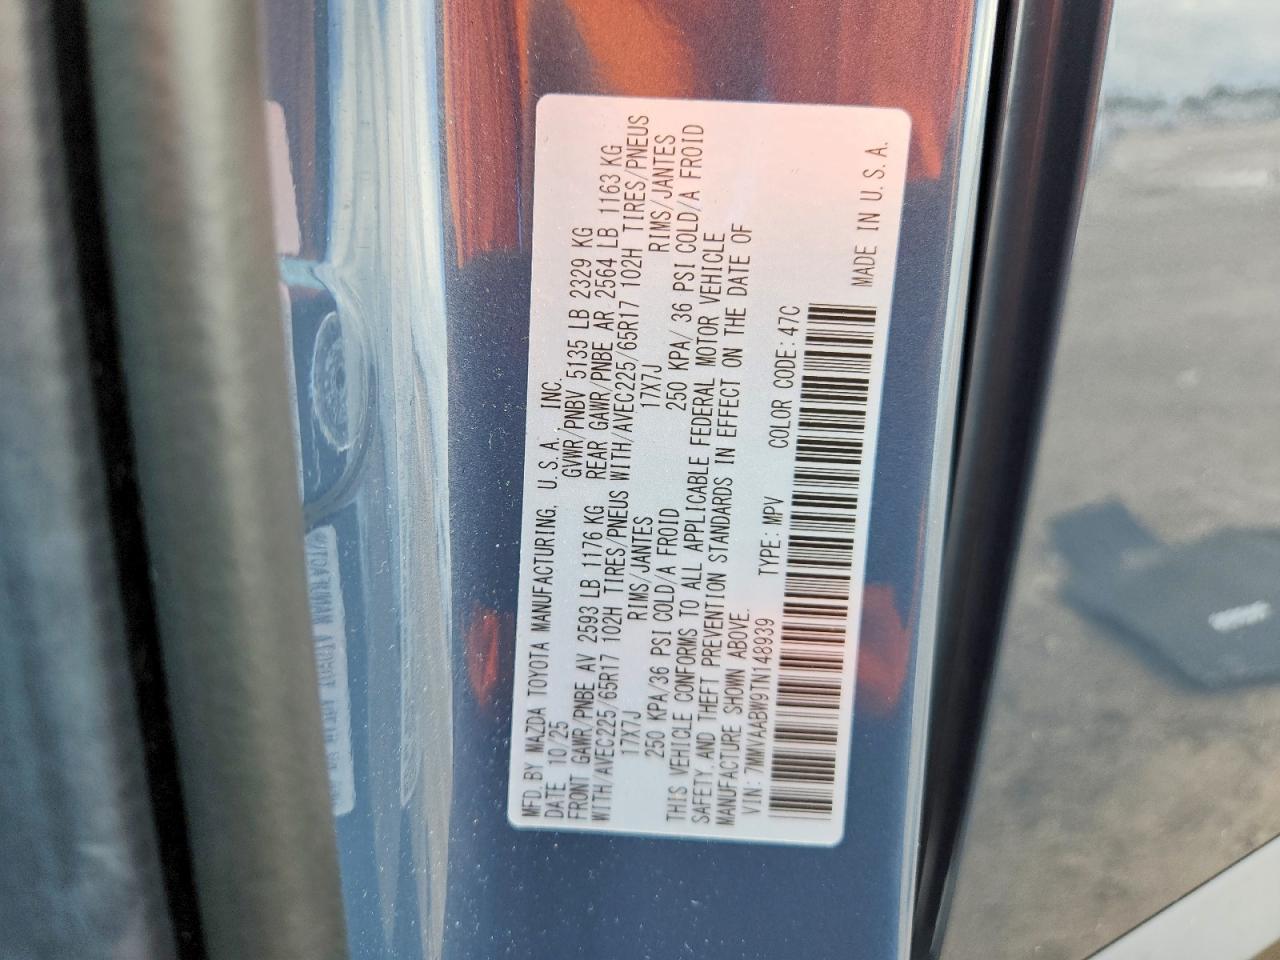 MFD. BY MAZDA TOYOTA MANUFACTURING, U.S.A. INC.
DATE 10/25 GVWR/PNBV 5135 LB 2329 KG
FRONT GAWR/PNBE AV 2593 LB 1176 KG REAR GAWR/PNBE AR 2564 LB 1163 KG
WITH/AVEC225/65R17 102H TIRES/PNEUS WITH/AVEC225/65R17 102H TIRES/PNEUS
17X7J RIMS/JANTES 17X7J RIMS/JANTES
250 KPA/36 PSI COLD/A FROID 250 KPA/ 36 PSI COLD/A FROID
THIS VEHICLE CONFORMS TO ALL APPLICABLE FEDERAL MOTOR VEHICLE
SAFETY AND THEFT PREVENTION STANDARDS IN EFFECT ON THE DATE OF
MANUFACTURE SHOWN ABOVE.
VIN: 7MMVAABW9TN148939 TYPE: MPV COLOR CODE: 47C
MADE IN U.S.A.